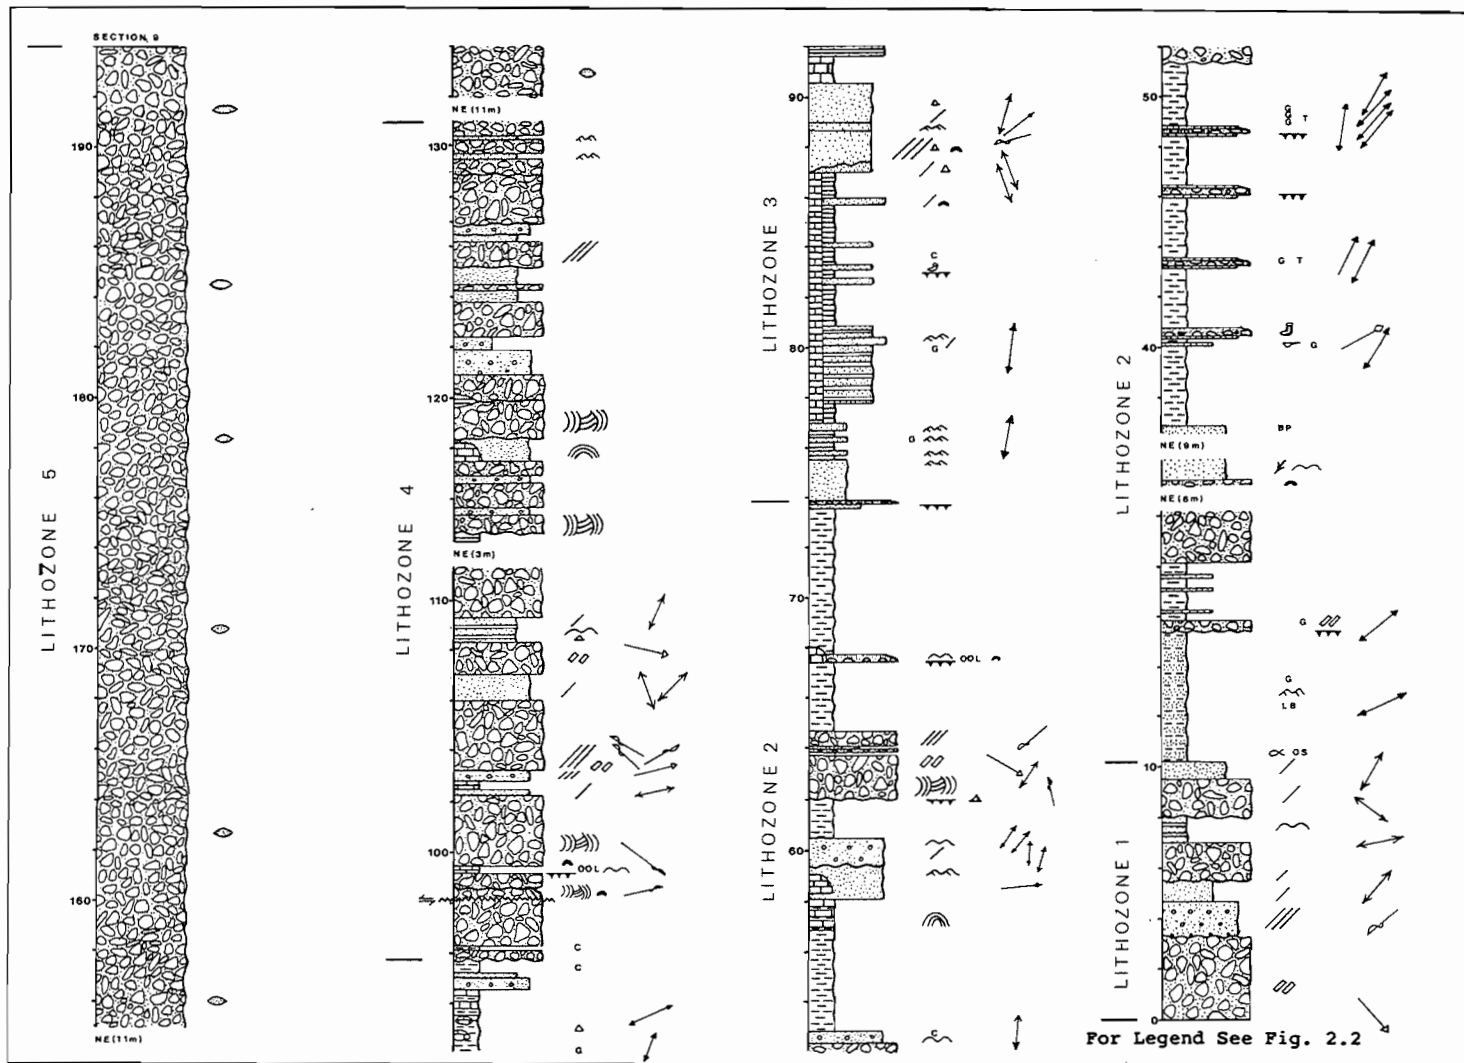 SECTION 9
190
180
170
160
NE (11m)
LITHOZONE 5
NE (11m)
130
120
NE (3m)
110
OOL
100
C
C
G
LITHOZONE 4
90
C
80
G
G
70
OOL
60
C
LITHOZONE 3
LITHOZONE 2
50
G
G
G
T
G T
40
G
BP
NE (9m)
NE (6m)
G
G
LB
OS
10
0
LITHOZONE 2
LITHOZONE 1
For Legend See Fig. 2.2